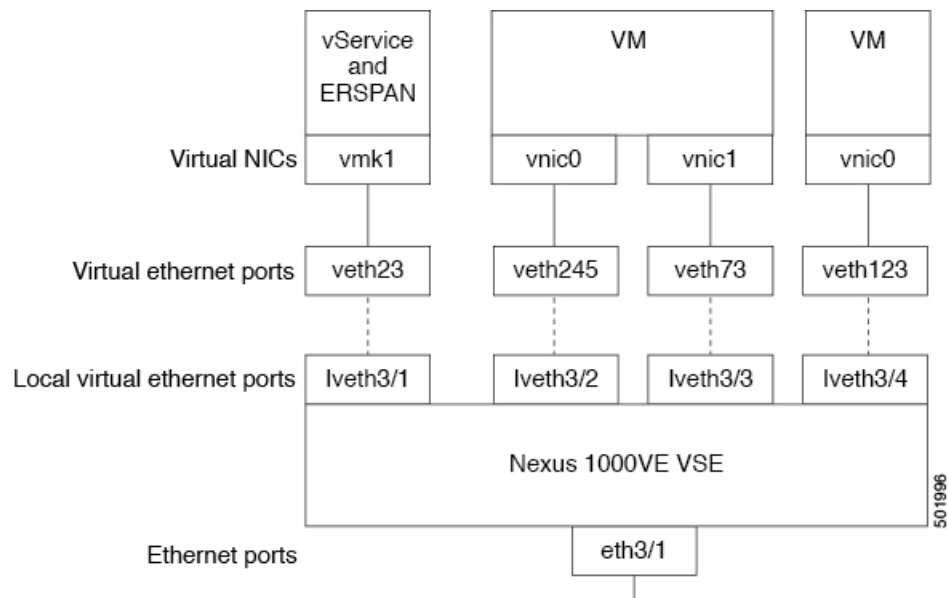 vService
and
ERSPAN
VM
VM
Virtual NICs
vmk1
vnic0
vnic1
vnic0
Virtual ethernet ports
veth23
veth245
veth73
veth123
Local virtual ethernet ports
lveth3/1
lveth3/2
lveth3/3
lveth3/4
Nexus 1000VE VSE
501996
Ethernet ports
eth3/1